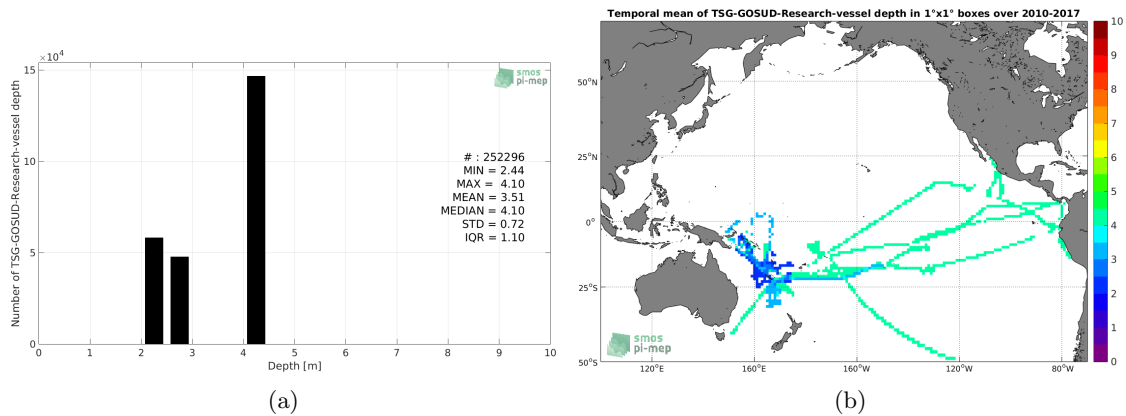 ×10⁴
15
10
5
0
Number of TSG-GOSUD-Research-vessel depth
smos
pi-mep
# : 252296
MIN = 2.44
MAX = 4.10
MEAN = 3.51
MEDIAN = 4.10
STD = 0.72
IQR = 1.10
0 1 2 3 4 5 6 7 8 9 10
Depth [m]
(a)
Temporal mean of TSG-GOSUD-Research-vessel depth in 1°x1° boxes over 2010-2017
50°N
25°N
0°
25°S
50°S
smos
pi-mep
120°E 160°E 160°W 120°W 80°W
10
9
8
7
6
5
4
3
2
1
0
(b)